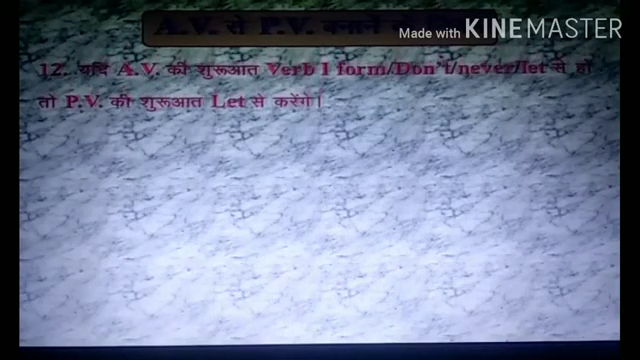 A.V. से P.V. बनाने
Made with KINEMASTER
12. यदि A.V. की शुरूआत Verb I form/Don't/never/let से हो
तो P.V. की शुरूआत Let से करेंगे।